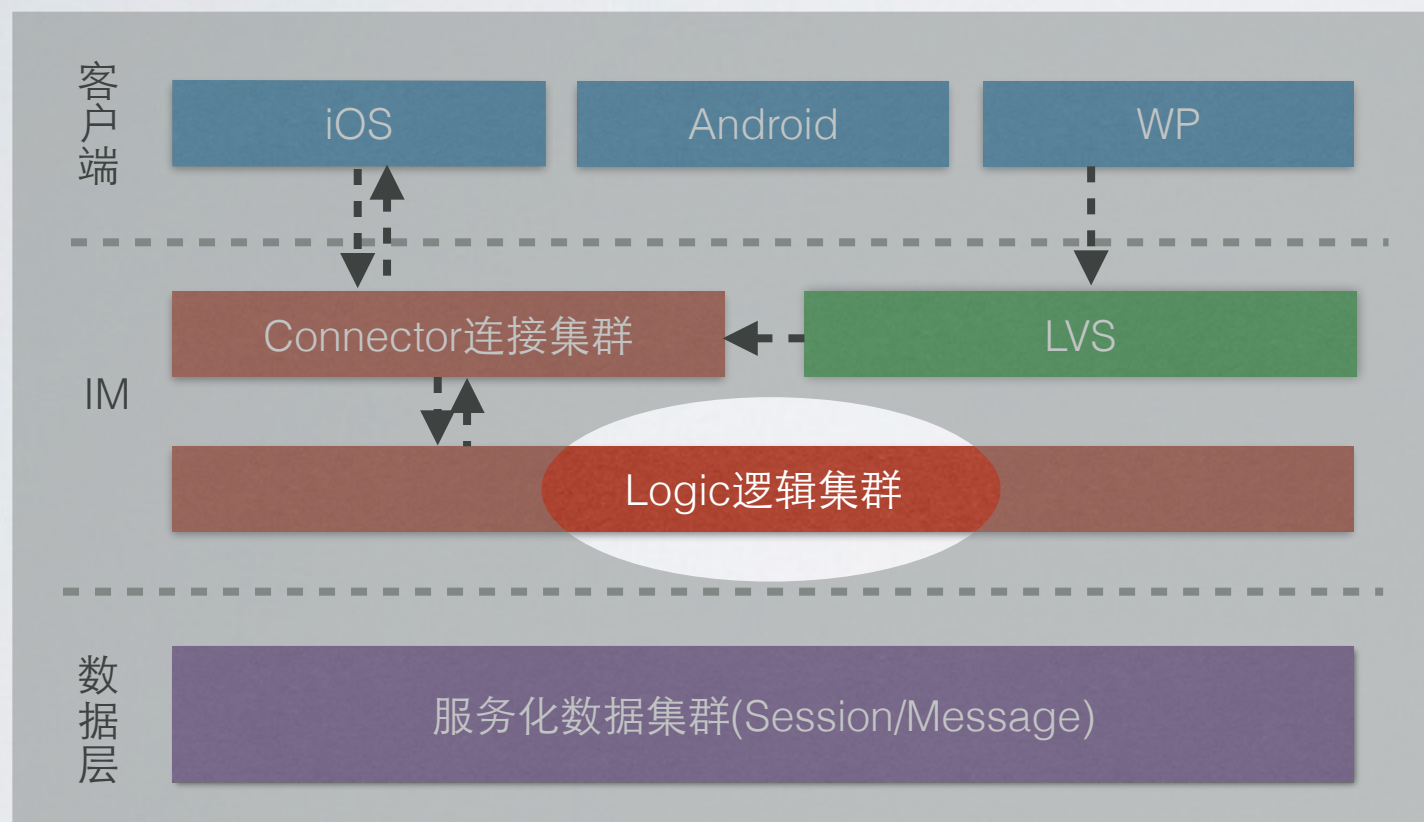 客户端
iOS
Android
WP
IM
Connector连接集群
LVS
Logic逻辑集群
数据层
服务化数据集群(Session/Message)